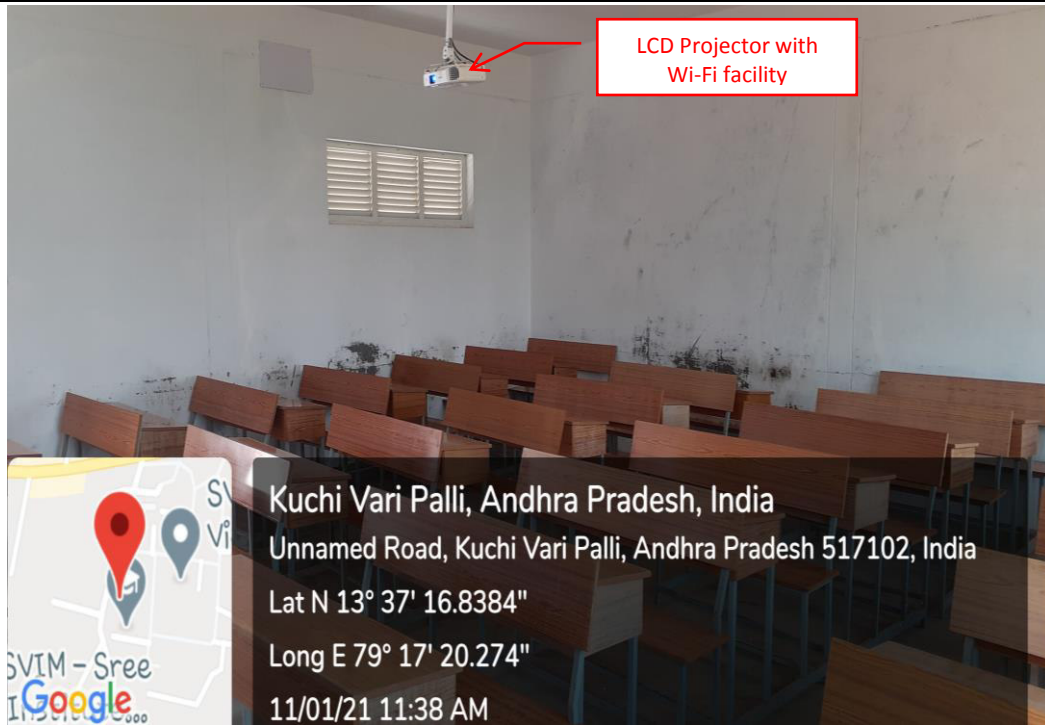 LCD Projector with
Wi-Fi facility
Kuchi Vari Palli, Andhra Pradesh, India
Unnamed Road, Kuchi Vari Palli, Andhra Pradesh 517102, India
Lat N 13° 37' 16.8384"
Long E 79° 17' 20.274"
11/01/21 11:38 AM
SVIM – Sree
Google